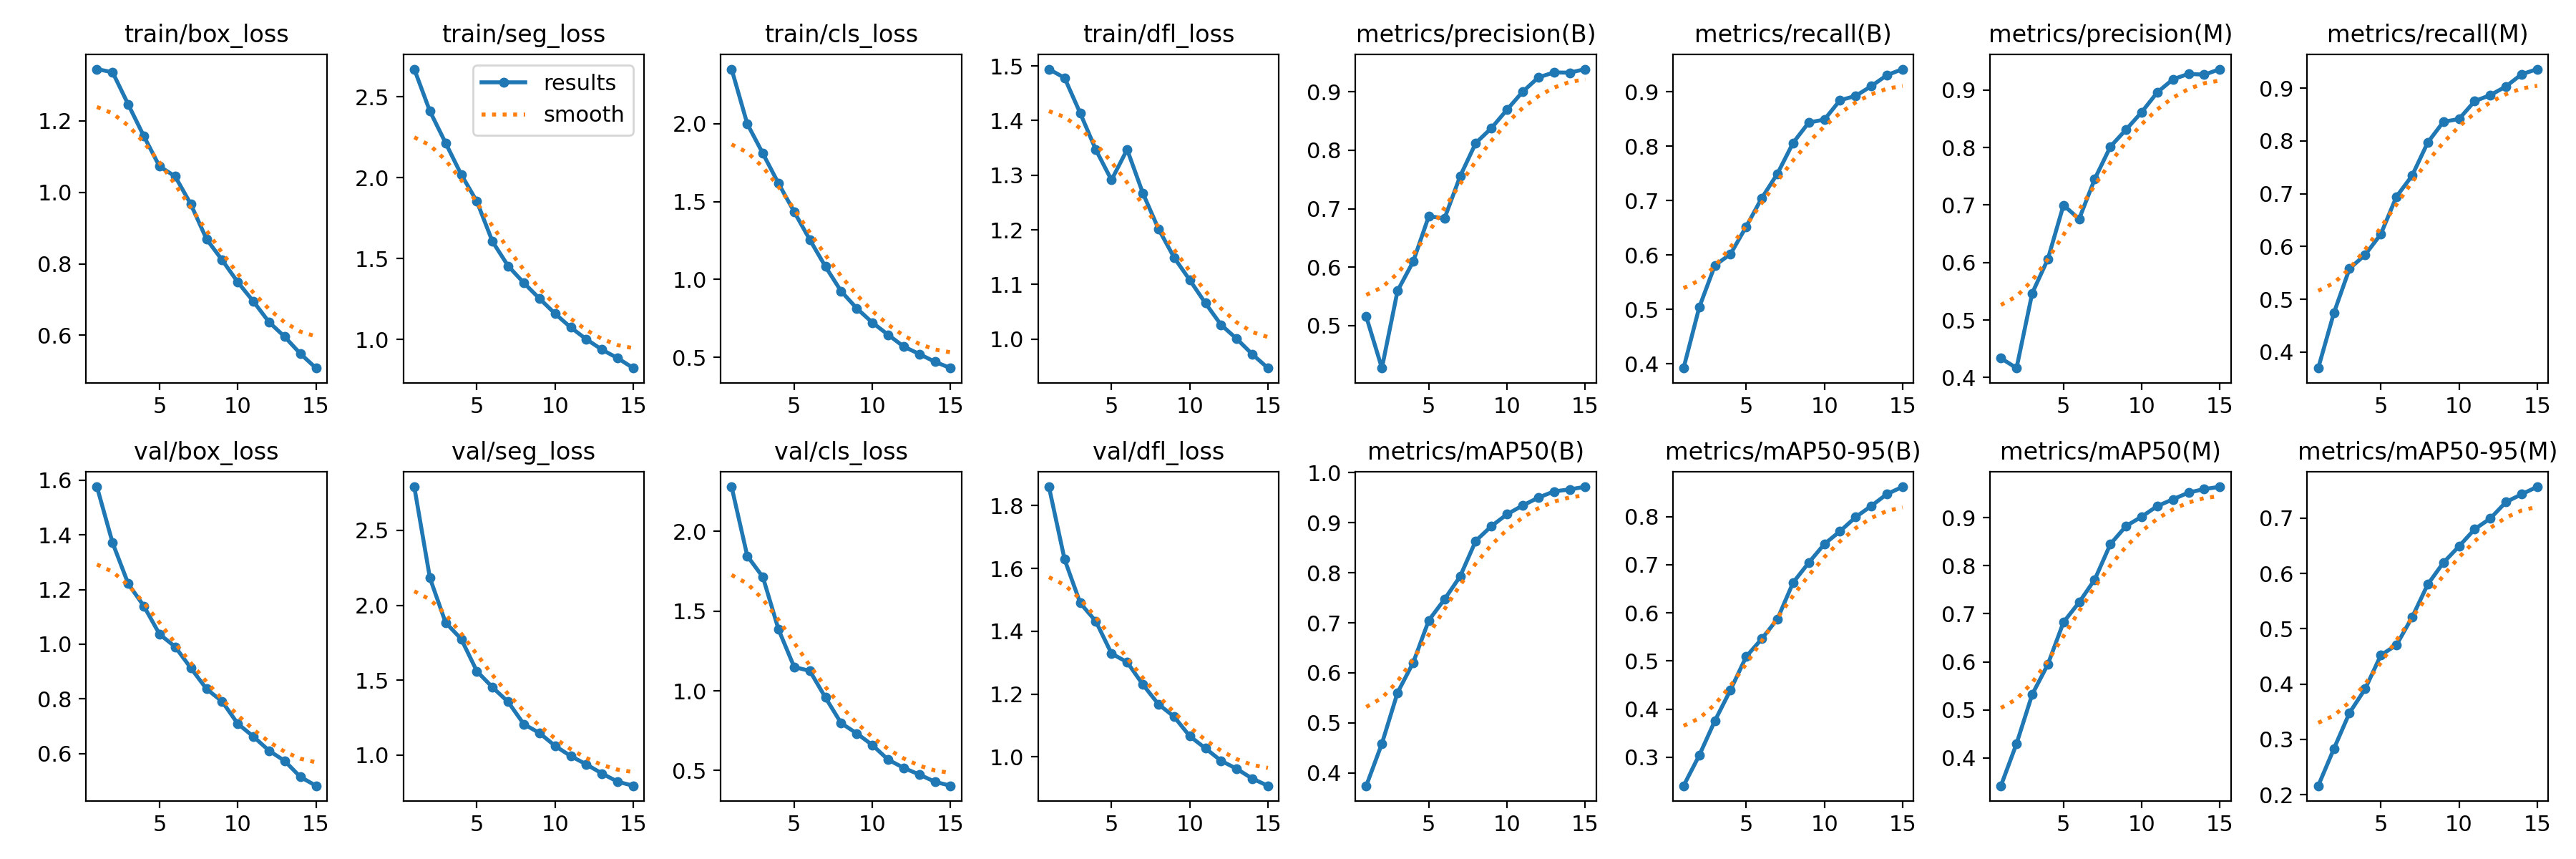 train/box_loss
train/seg_loss
train/cls_loss
train/dfl_loss
metrics/precision(B)
metrics/recall(B)
metrics/precision(M)
metrics/recall(M)
1.2
1.0
0.8
0.6
5 10 15
results
smooth
2.5
2.0
1.5
1.0
5 10 15
2.0
1.5
1.0
0.5
5 10 15
1.5
1.4
1.3
1.2
1.1
1.0
5 10 15
0.9
0.8
0.7
0.6
0.5
5 10 15
0.9
0.8
0.7
0.6
0.5
0.4
5 10 15
0.9
0.8
0.7
0.6
0.5
0.4
5 10 15
0.9
0.8
0.7
0.6
0.5
0.4
5 10 15
val/box_loss
val/seg_loss
val/cls_loss
val/dfl_loss
metrics/mAP50(B)
metrics/mAP50-95(B)
metrics/mAP50(M)
metrics/mAP50-95(M)
1.6
1.4
1.2
1.0
0.8
0.6
5 10 15
2.5
2.0
1.5
1.0
5 10 15
2.0
1.5
1.0
0.5
5 10 15
1.8
1.6
1.4
1.2
1.0
5 10 15
1.0
0.9
0.8
0.7
0.6
0.5
0.4
5 10 15
0.8
0.7
0.6
0.5
0.4
0.3
5 10 15
0.9
0.8
0.7
0.6
0.5
0.4
5 10 15
0.7
0.6
0.5
0.4
0.3
0.2
5 10 15